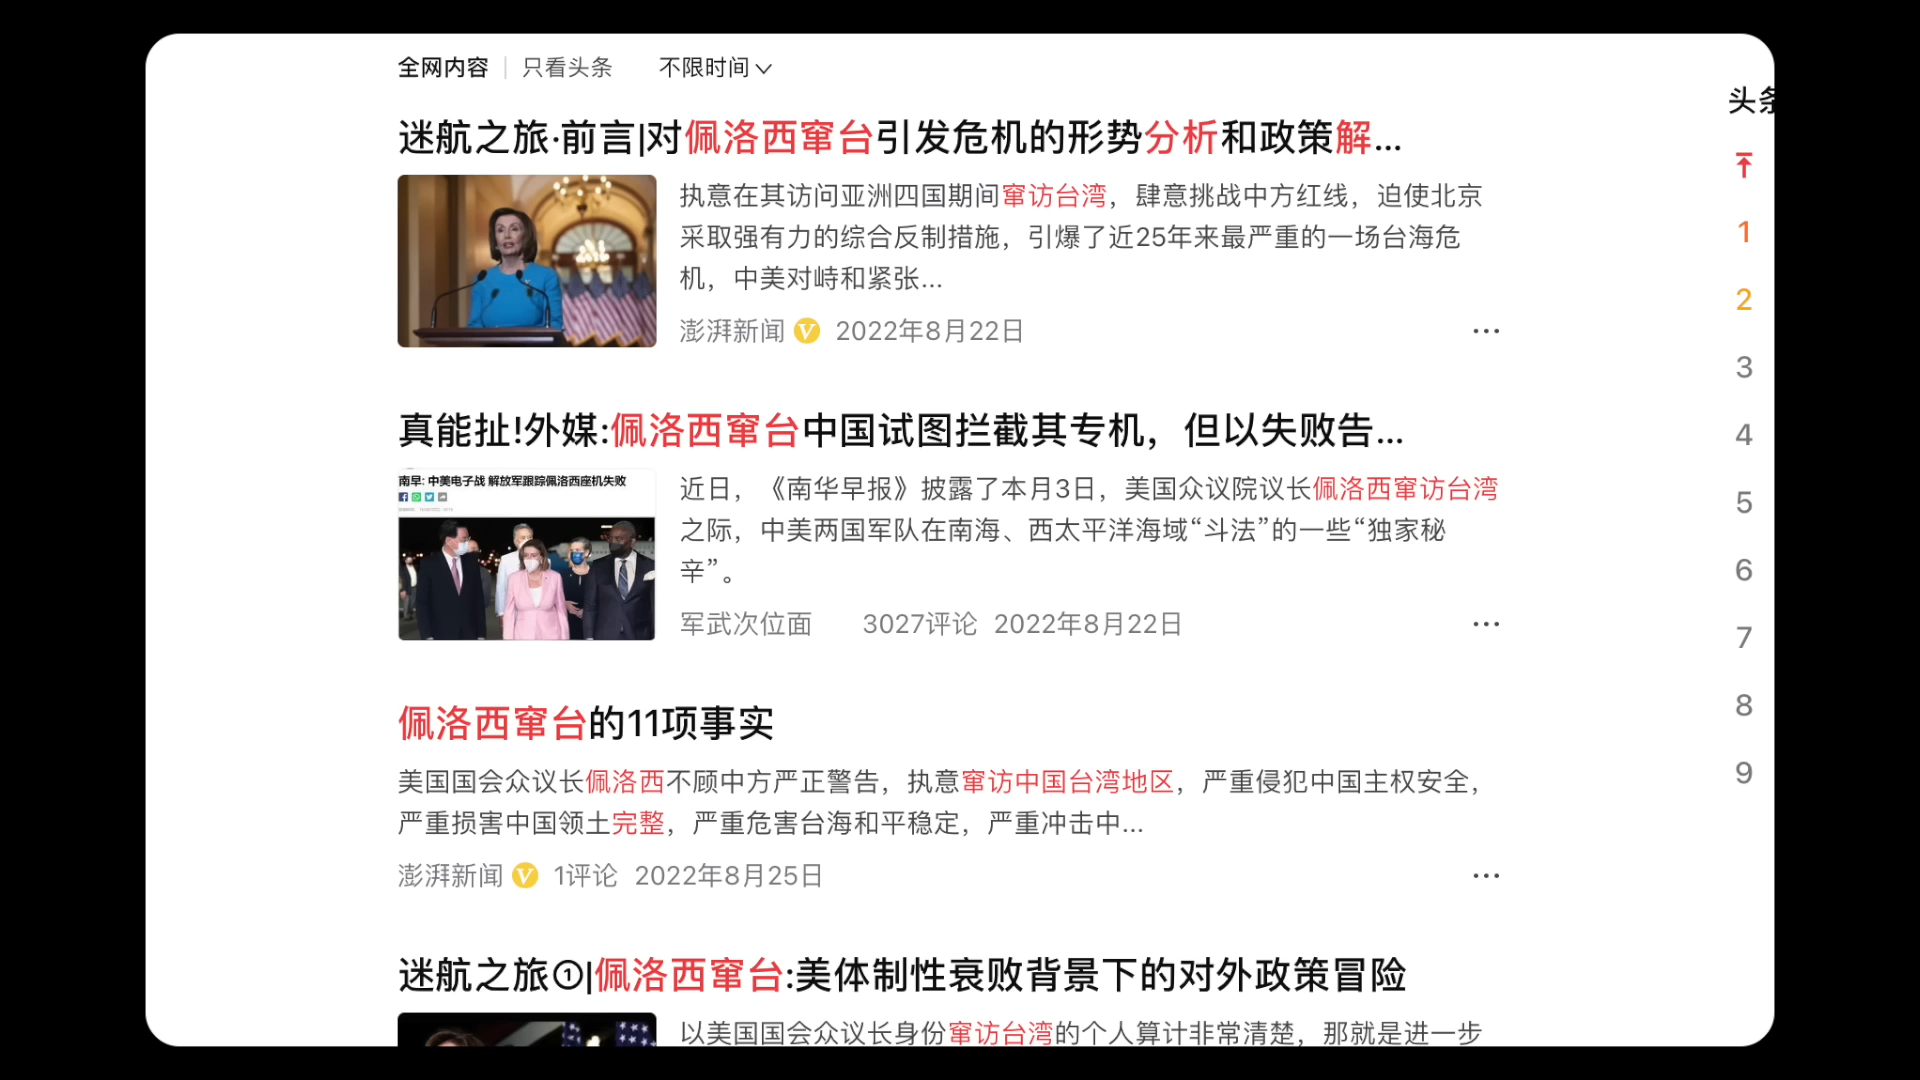 全网内容 只看头条 不限时间
头条
迷航之旅·前言|对佩洛西窜台引发危机的形势分析和政策解...
执意在其访问亚洲四国期间窜访台湾，肆意挑战中方红线，迫使北京
采取强有力的综合反制措施，引爆了近25年来最严重的一场台海危
机，中美对峙和紧张...
澎湃新闻 V 2022年8月22日
真能扯!外媒:佩洛西窜台中国试图拦截其专机，但以失败告...
南早: 中美电子战 解放军跟踪佩洛西座机失败
近日，《南华早报》披露了本月3日，美国众议院议长佩洛西窜访台湾
之际，中美两国军队在南海、西太平洋海域“斗法”的一些“独家秘
辛”。
军武次位面 3027评论 2022年8月22日
佩洛西窜台的11项事实
美国国会众议长佩洛西不顾中方严正警告，执意窜访中国台湾地区，严重侵犯中国主权安全，
严重损害中国领土完整，严重危害台海和平稳定，严重冲击中...
澎湃新闻 V 1评论 2022年8月25日
迷航之旅①|佩洛西窜台:美体制性衰败背景下的对外政策冒险
以美国国会众议长身份窜访台湾的个人算计非常清楚，那就是进一步
1
2
3
4
5
6
7
8
9